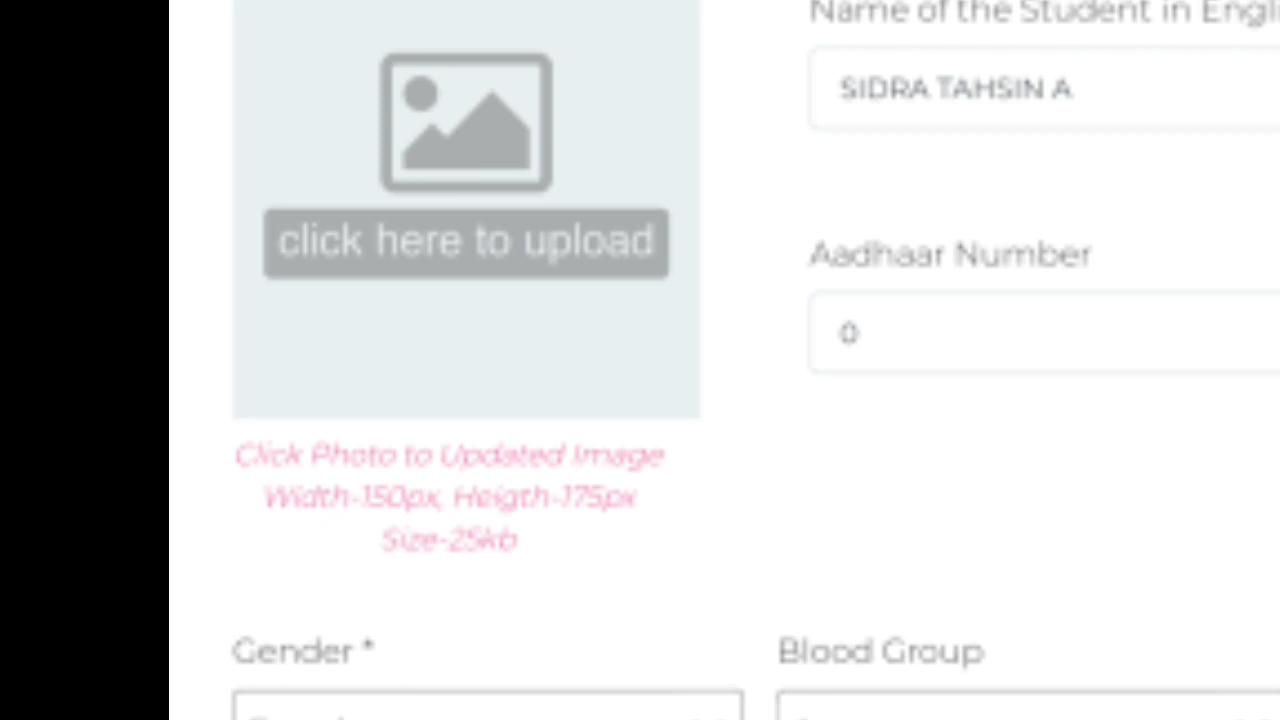 Name of the Student in Engli
SIDRA TAHSIN A
click here to upload
Aadhaar Number
0
Click Photo to Updated Image
Width-150px, Heigth-175px
Size-25kb
Gender *
Blood Group